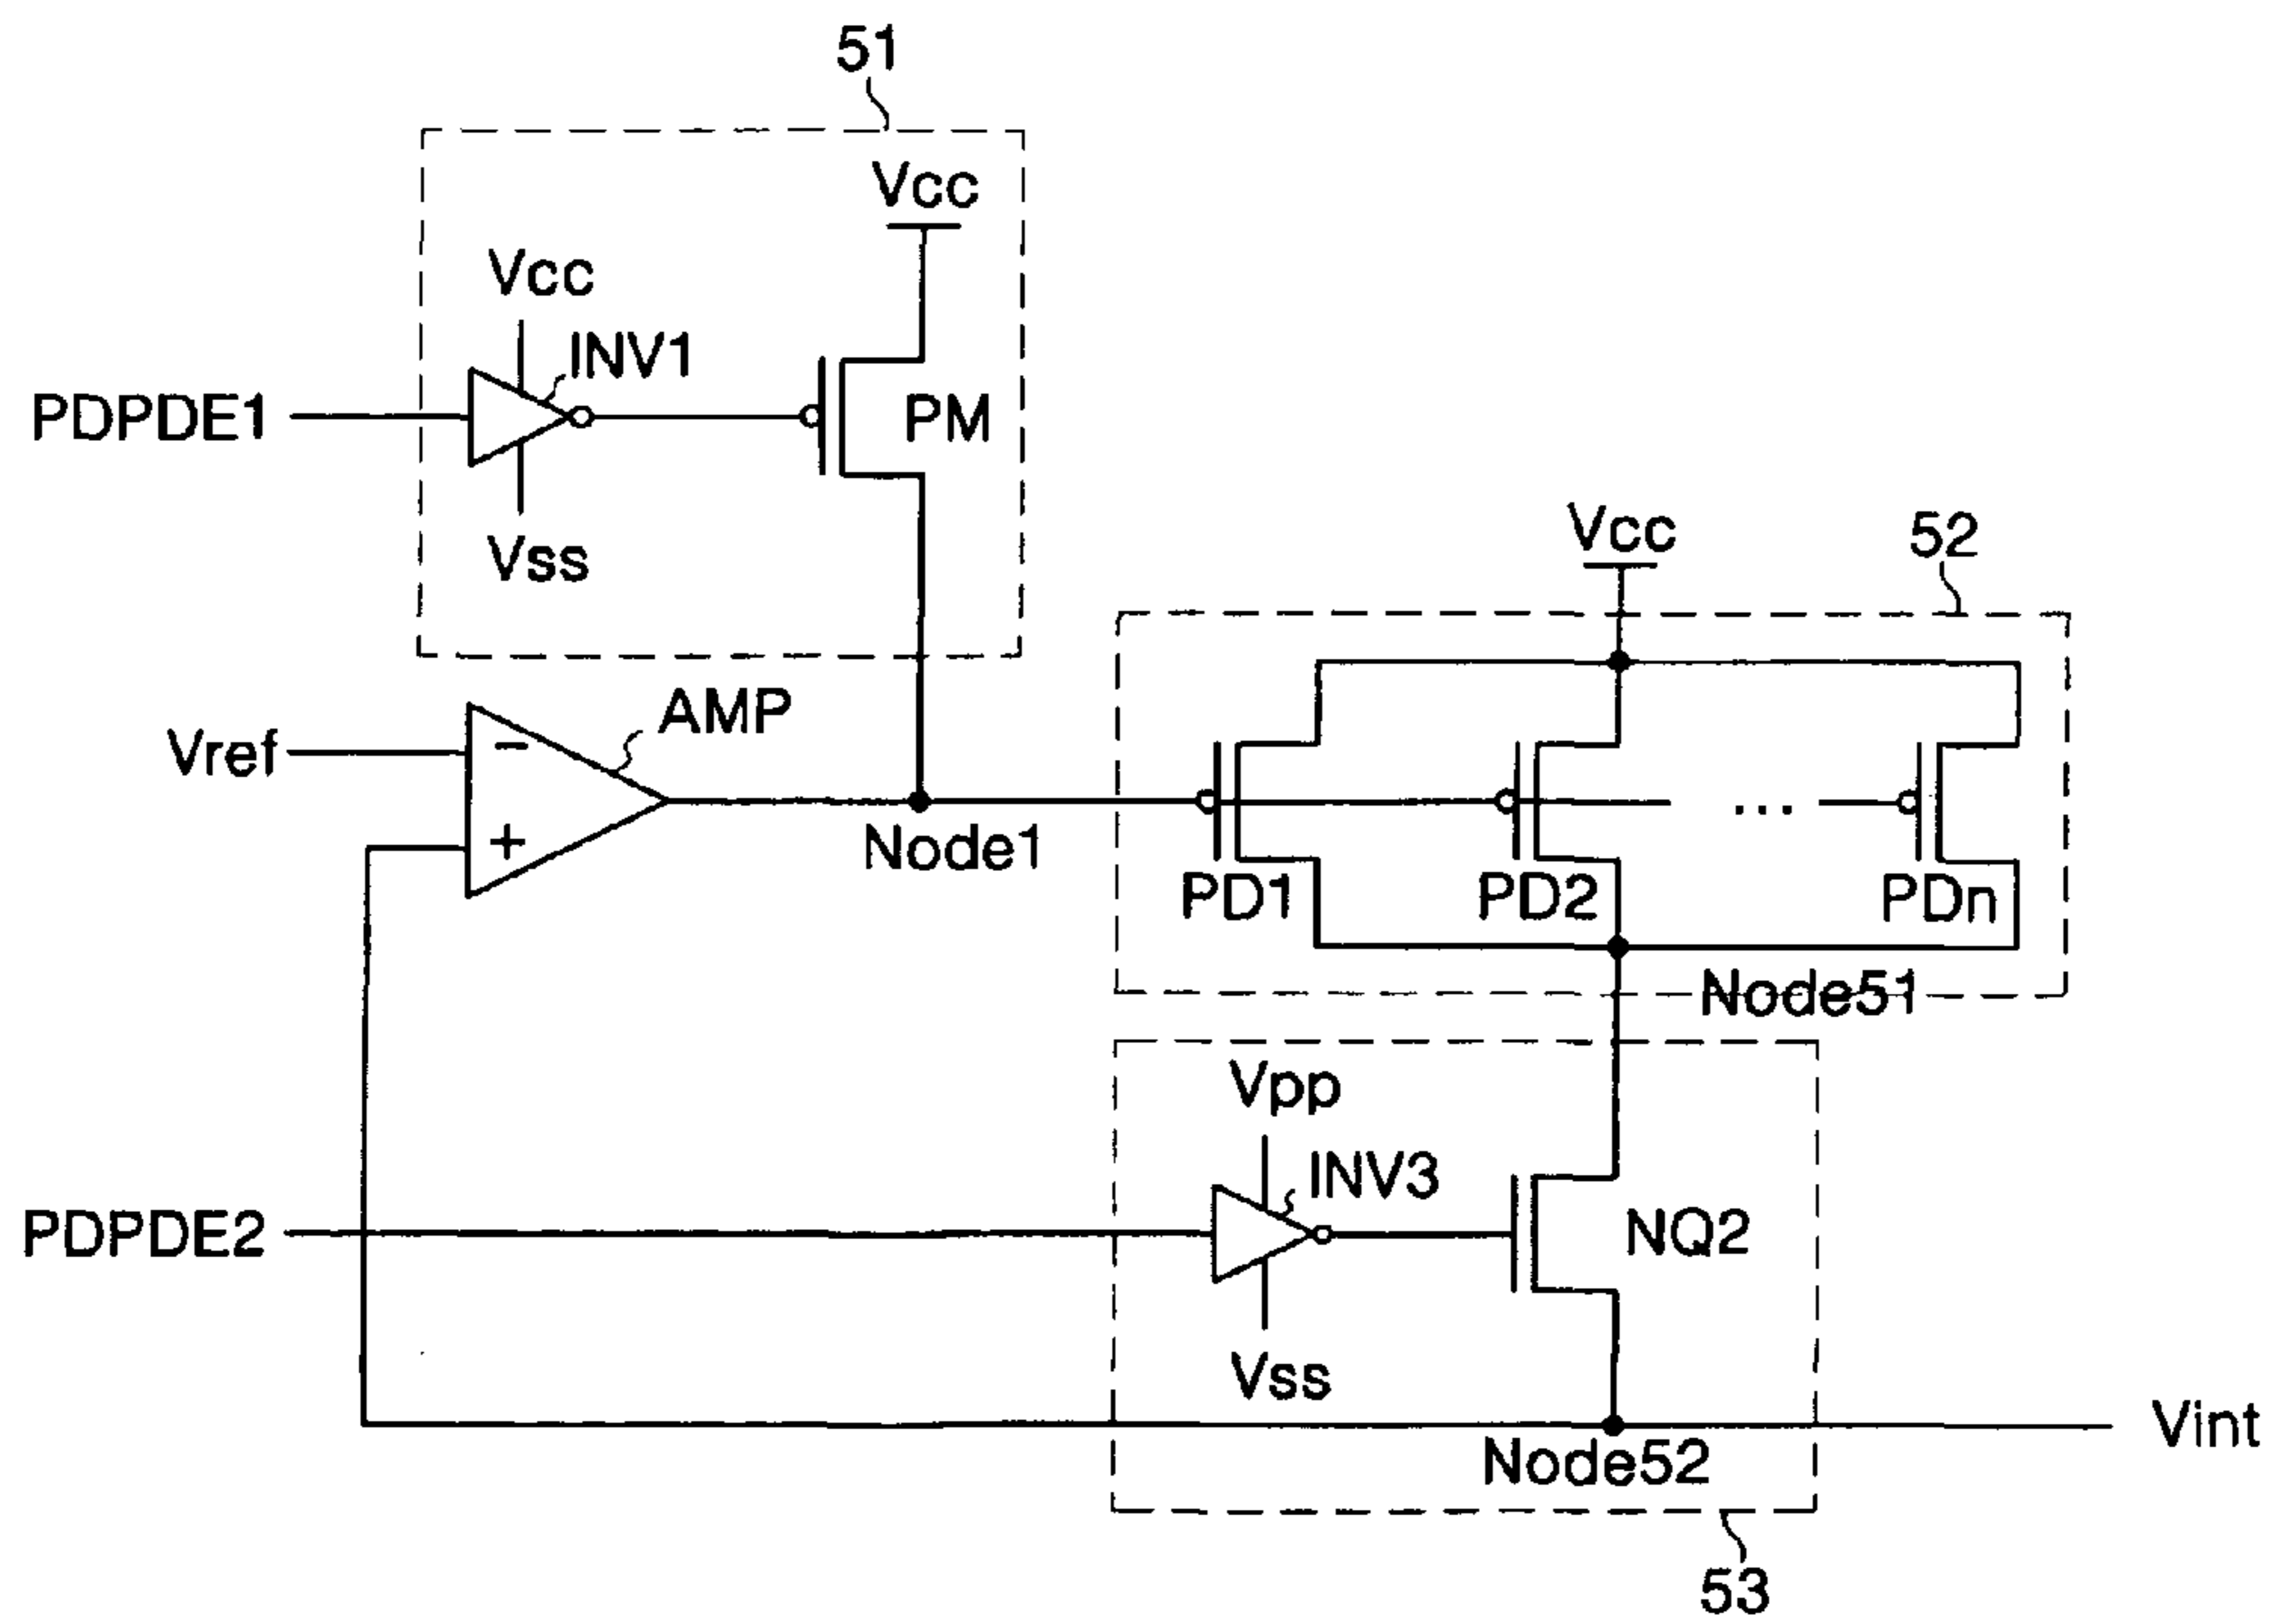 51
Vcc
Vcc
INV1
PDPDE1
PM
Vss
Vcc
52
AMP
Vref
−
+
Node1
...
PD1
PD2
PDn
Node51
Vpp
INV3
PDPDE2
NQ2
Vss
Vint
Node52
53